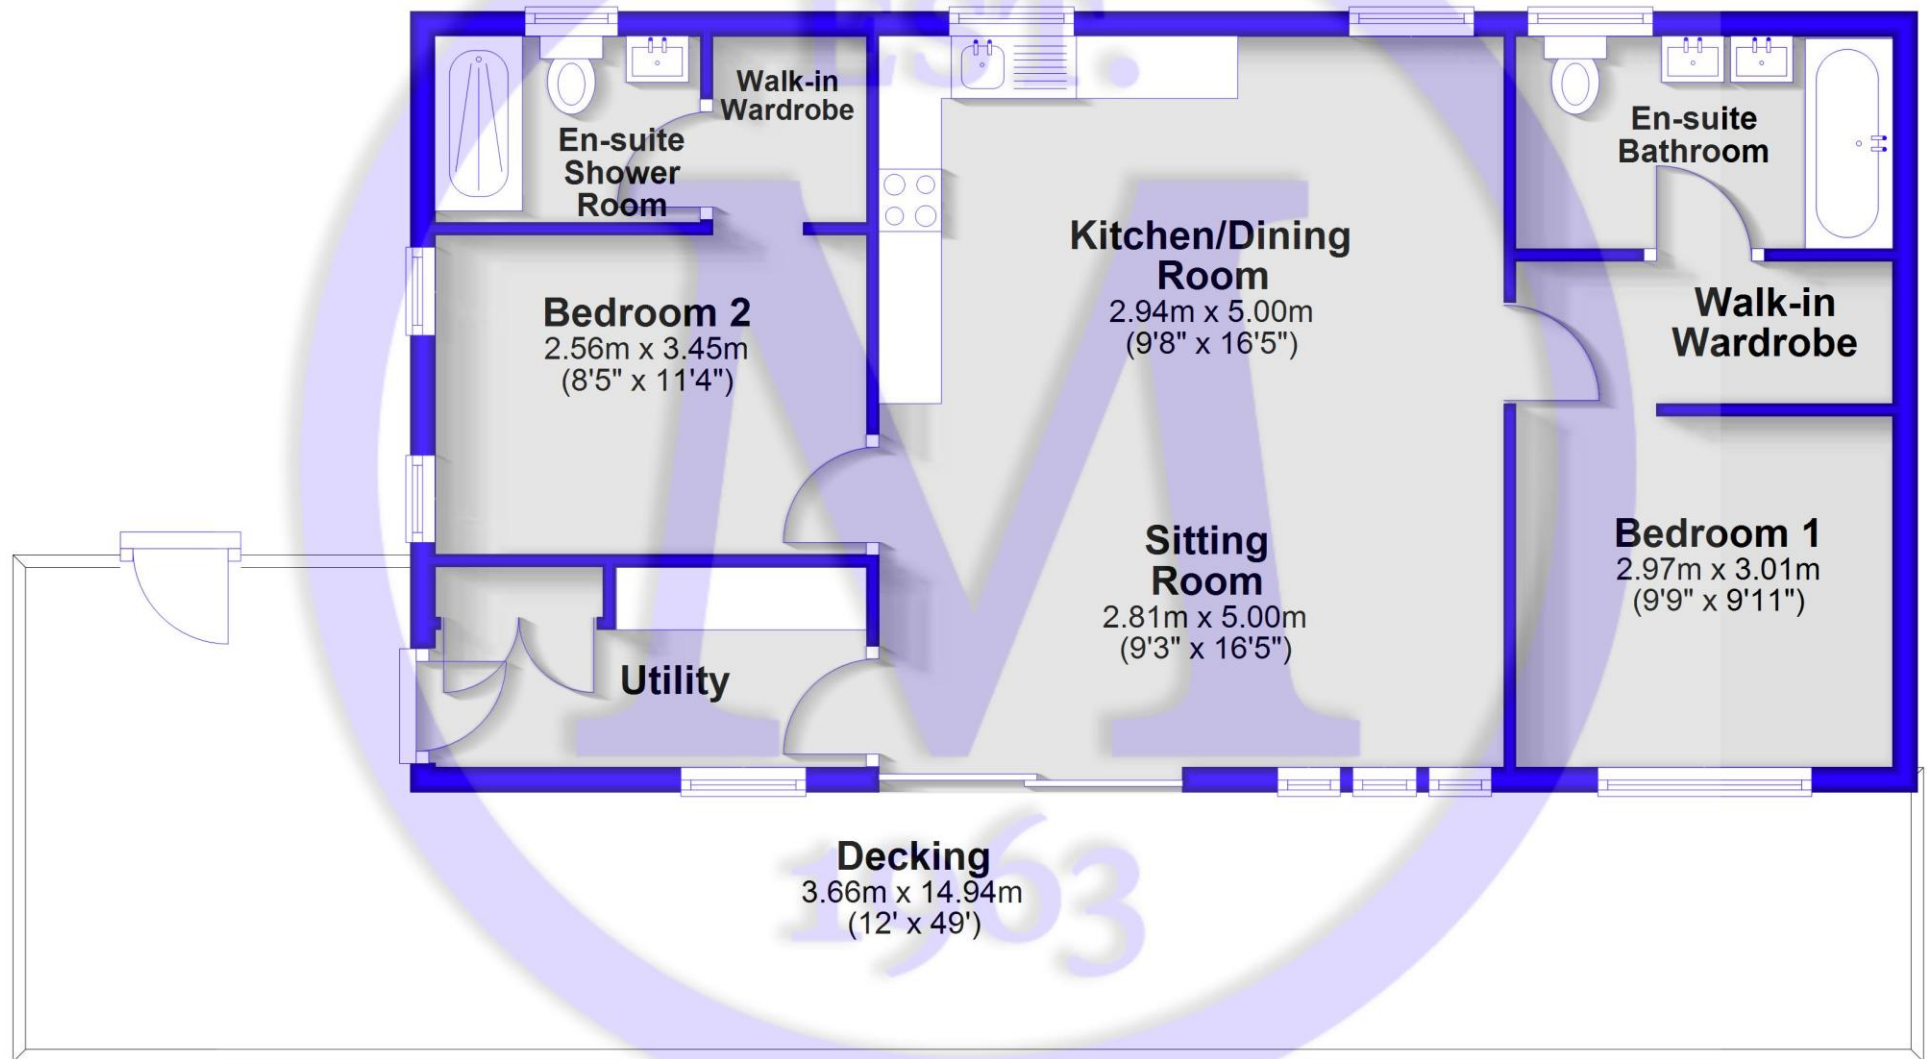 EST.
Walk-in
Wardrobe
En-suite
Shower
Room
En-suite
Bathroom
Kitchen/Dining
Room
2.94m x 5.00m
(9'8" x 16'5")
Bedroom 2
2.56m x 3.45m
(8'5" x 11'4")
Walk-in
Wardrobe
Sitting
Room
2.81m x 5.00m
(9'3" x 16'5")
Bedroom 1
2.97m x 3.01m
(9'9" x 9'11")
Utility
M
Decking
3.66m x 14.94m
(12' x 49')
1963